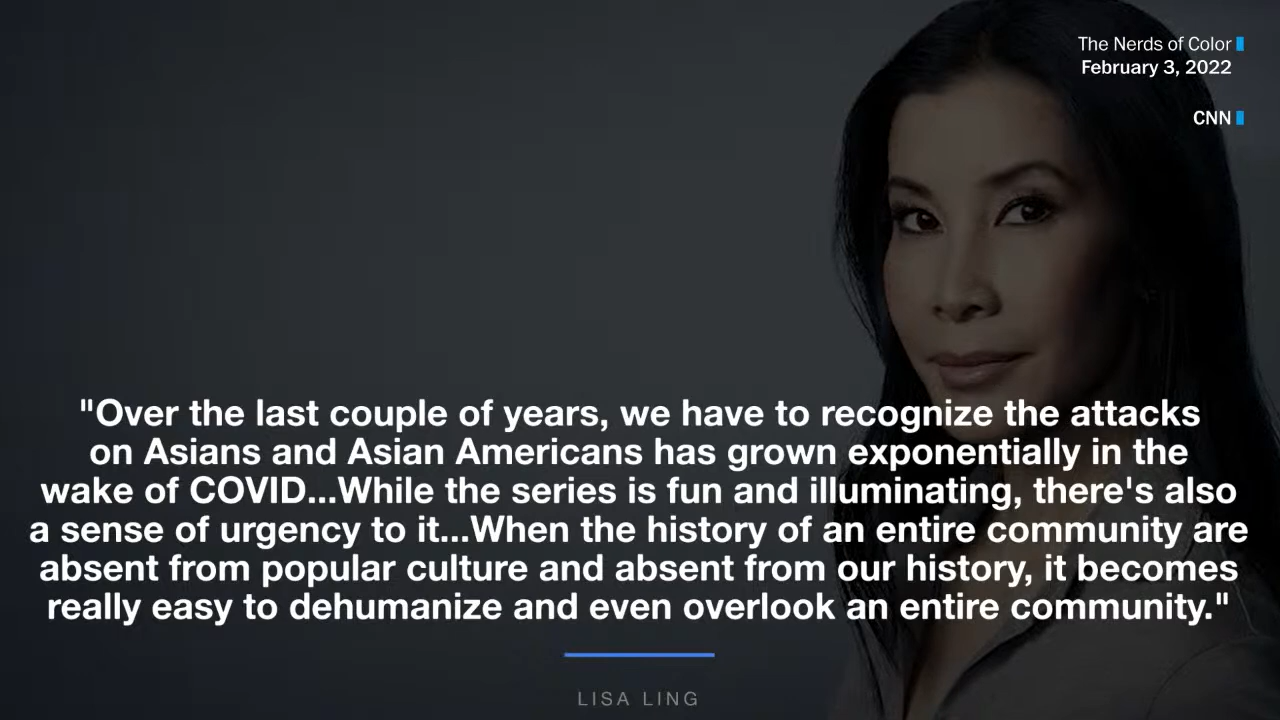 The Nerds of Color
February 3, 2022
CNN
"Over the last couple of years, we have to recognize the attacks
on Asians and Asian Americans has grown exponentially in the
wake of COVID...While the series is fun and illuminating, there's also
a sense of urgency to it...When the history of an entire community are
absent from popular culture and absent from our history, it becomes
really easy to dehumanize and even overlook an entire community."
LISA LING